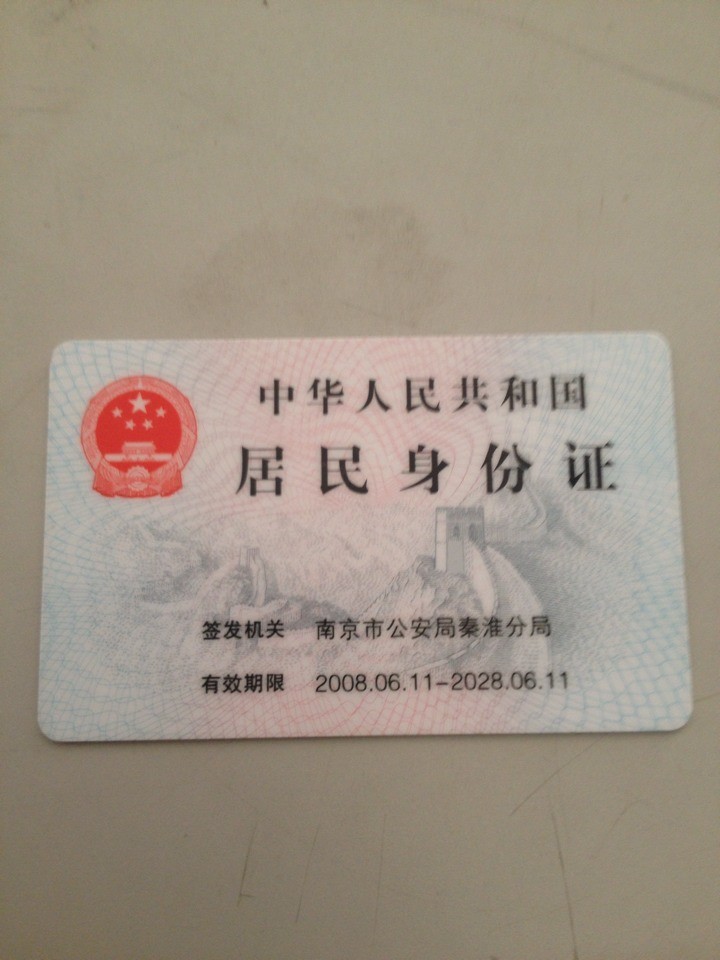 中华人民共和国
居民身份证
签发机关 南京市公安局秦淮分局
有效期限 2008.06.11-2028.06.11